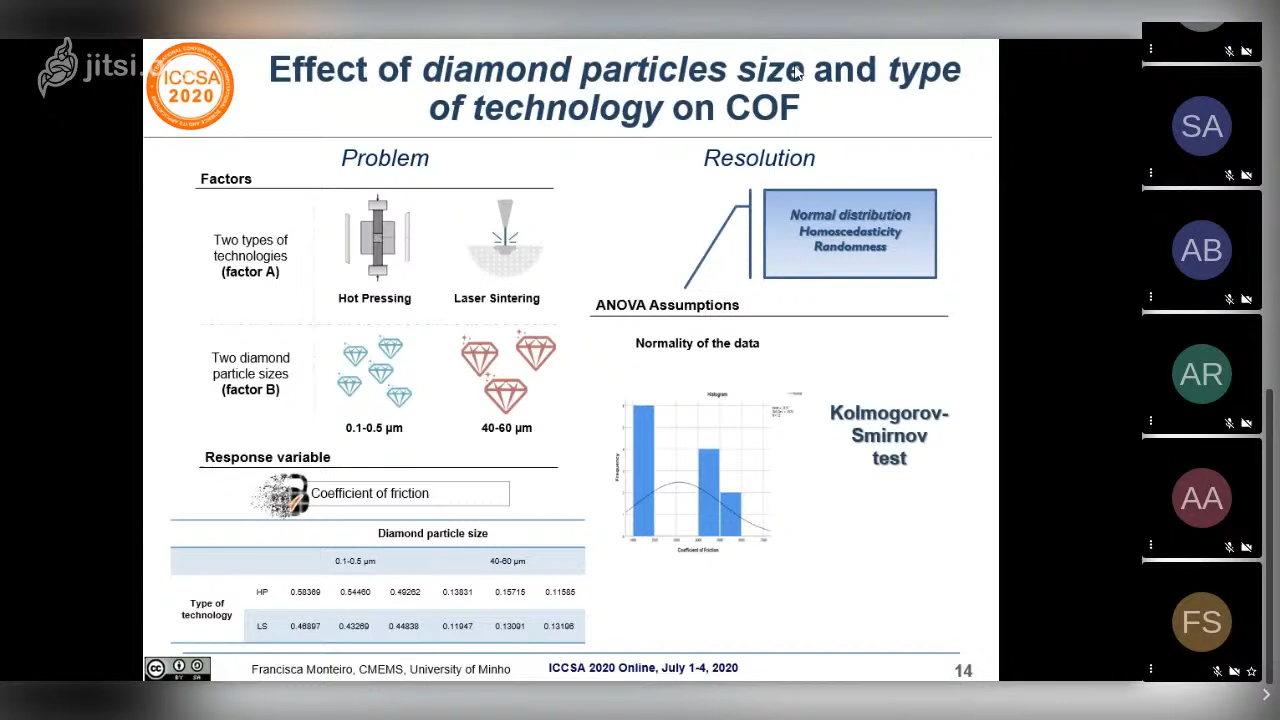 jitsi.o
ICCSA
2020
Effect of diamond particles size and type
of technology on COF
Problem
Resolution
Factors
Two types of
technologies
(factor A)
Hot Pressing
Laser Sintering
Two diamond
particle sizes
(factor B)
0.1-0.5 µm
40-60 µm
Response variable
Coefficient of friction
Diamond particle size
0.1-0.5 µm 40-60 µm
Type of
technology
HP 0.58369 0.54460 0.49262 0.13831 0.15715 0.11585
LS 0.46897 0.43269 0.44838 0.11947 0.13091 0.13196
Normal distribution
Homoscedasticity
Randomness
ANOVA Assumptions
Normality of the data
Histogram
Frequency
Coefficient of Friction
Kolmogorov-
Smirnov
test
CC BY SA
Francisca Monteiro, CMEMS, University of Minho
ICCSA 2020 Online, July 1-4, 2020
14
SA
AB
AR
AA
FS